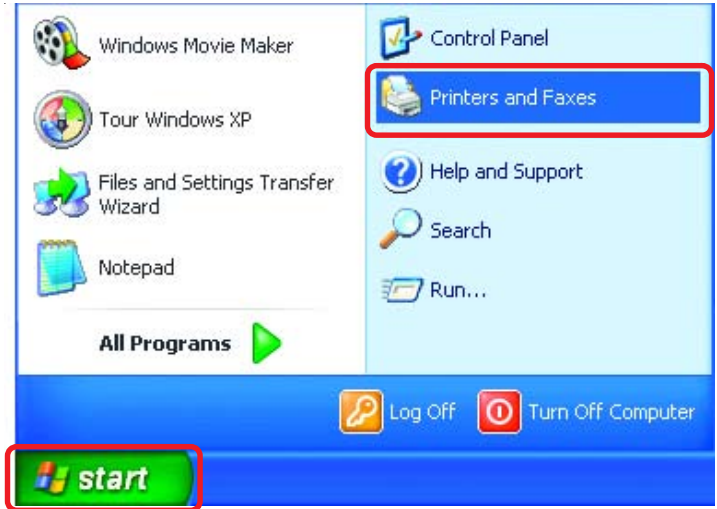 Windows Movie Maker
Tour Windows XP
Files and Settings Transfer
Wizard
Notepad
All Programs
Control Panel
Printers and Faxes
Help and Support
Search
Run...
Log Off
Turn Off Computer
start